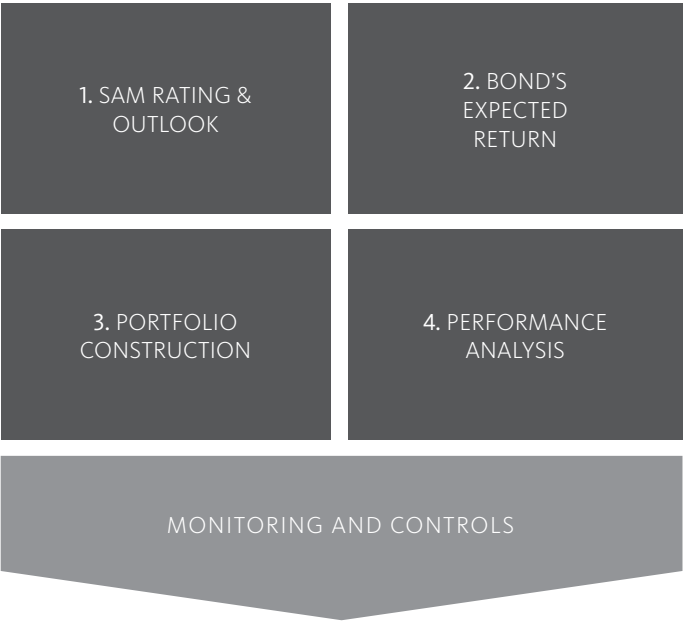 1. SAM RATING &
OUTLOOK
2. BOND'S
EXPECTED
RETURN
3. PORTFOLIO
CONSTRUCTION
4. PERFORMANCE
ANALYSIS
MONITORING AND CONTROLS